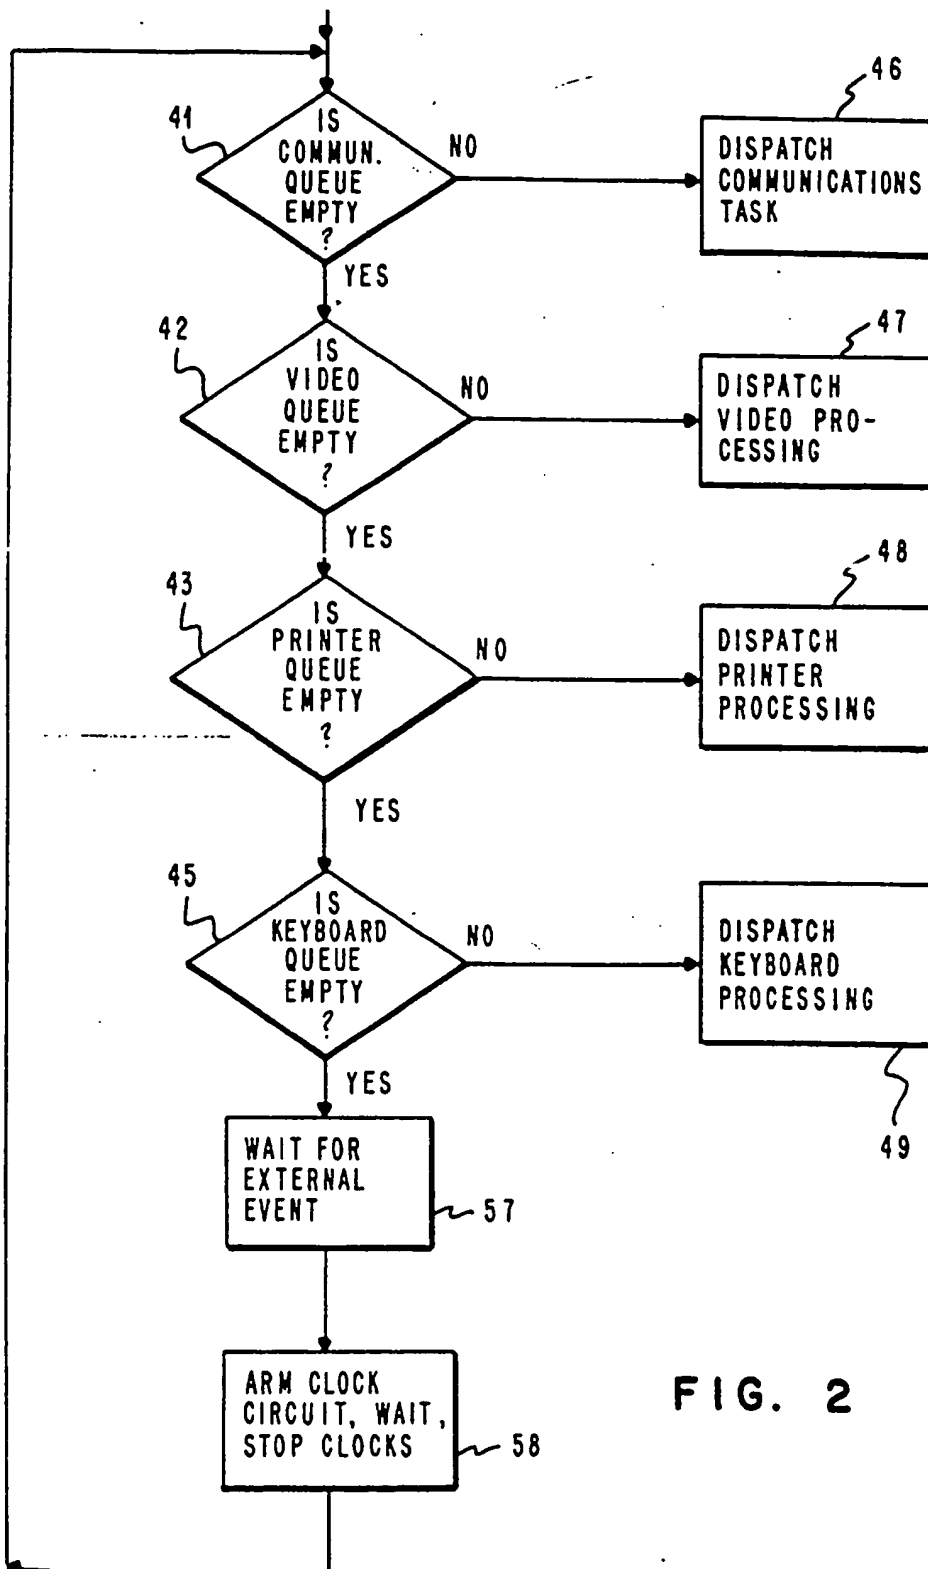 41
IS
COMMUN.
QUEUE
EMPTY
?
NO
YES
46
DISPATCH
COMMUNICATIONS
TASK
42
IS
VIDEO
QUEUE
EMPTY
?
NO
YES
47
DISPATCH
VIDEO PRO-
CESSING
43
IS
PRINTER
QUEUE
EMPTY
?
NO
YES
48
DISPATCH
PRINTER
PROCESSING
45
IS
KEYBOARD
QUEUE
EMPTY
?
NO
YES
DISPATCH
KEYBOARD
PROCESSING
49
WAIT FOR
EXTERNAL
EVENT
57
ARM CLOCK
CIRCUIT, WAIT,
STOP CLOCKS
58
FIG. 2